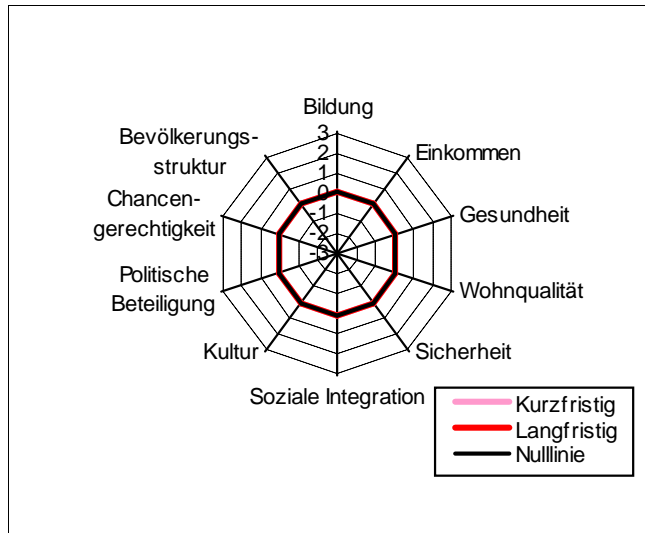 Bildung
Bevölkerungs-
struktur
Einkommen
Chancen-
gerechtigkeit
Gesundheit
Politische
Beteiligung
Wohnqualität
Kultur
Sicherheit
Soziale Integration
3
2
1
0
-1
-2
-3
Kurzfristig
Langfristig
Nulllinie